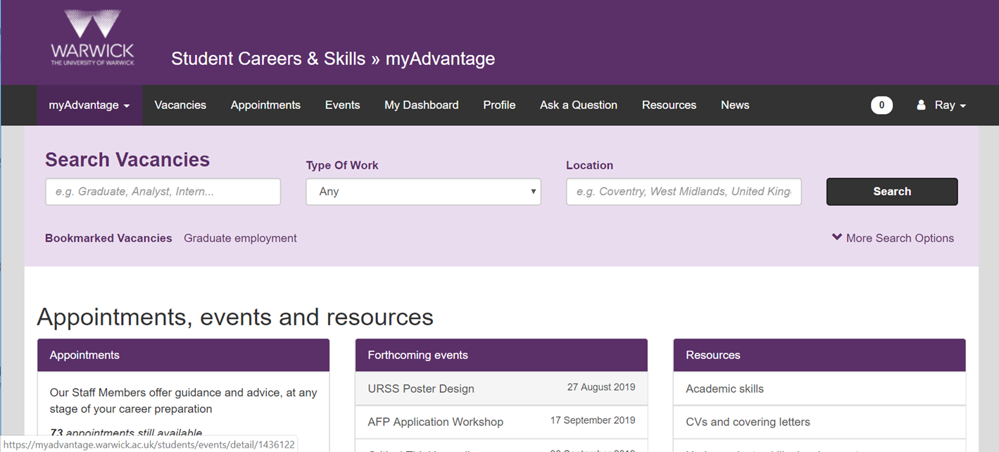 WARWICK
THE UNIVERSITY OF WARWICK
Student Careers & Skills » myAdvantage
myAdvantage
Vacancies
Appointments
Events
My Dashboard
Profile
Ask a Question
Resources
News
0
Ray
Search Vacancies
Type Of Work
Location
e.g. Graduate, Analyst, Intern...
Any
e.g. Coventry, West Midlands, United King
Search
Bookmarked Vacancies
Graduate employment
More Search Options
Appointments, events and resources
Appointments
Our Staff Members offer guidance and advice, at any
stage of your career preparation
73 appointments still available
Forthcoming events
URSS Poster Design 27 August 2019
AFP Application Workshop 17 September 2019
Resources
Academic skills
CVs and covering letters
https://myadvantage.warwick.ac.uk/students/events/detail/1436122